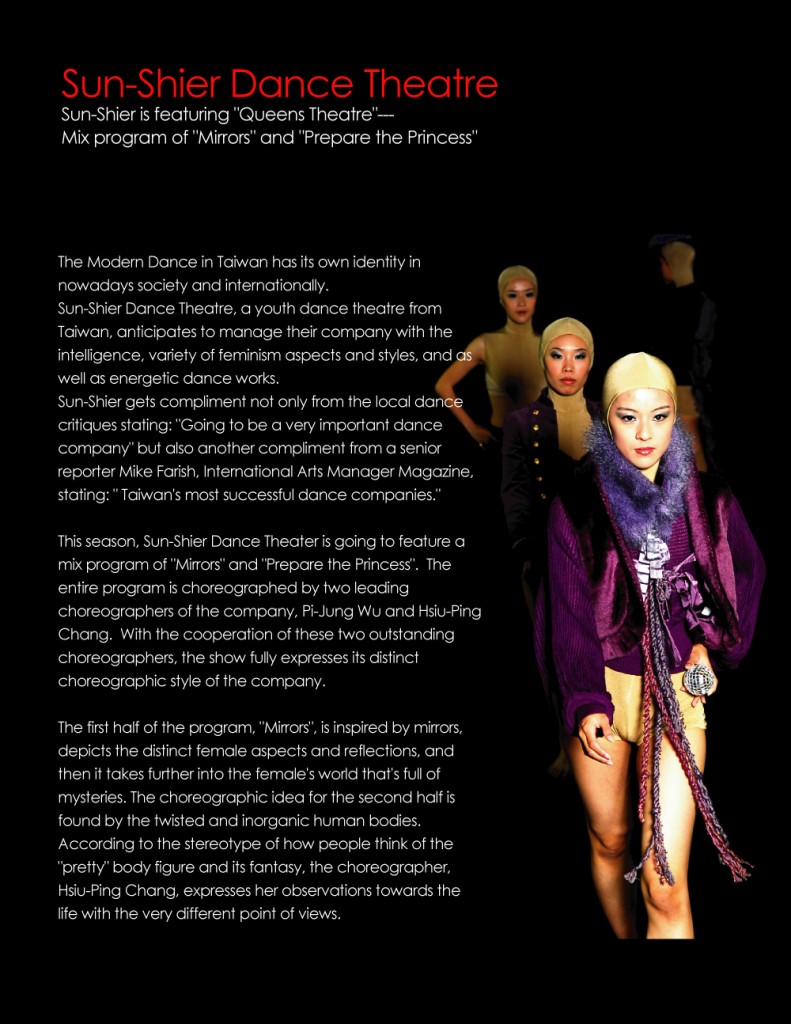 Sun-Shier Dance Theatre
Sun-Shier is featuring "Queens Theatre"---
Mix program of "Mirrors" and "Prepare the Princess"
The Modern Dance in Taiwan has its own identity in
nowadays society and internationally.
Sun-Shier Dance Theatre, a youth dance theatre from
Taiwan, anticipates to manage their company with the
intelligence, variety of feminism aspects and styles, and as
well as energetic dance works.
Sun-Shier gets compliment not only from the local dance
critiques stating: "Going to be a very important dance
company" but also another compliment from a senior
reporter Mike Farish, International Arts Manager Magazine,
stating: " Taiwan's most successful dance companies."
This season, Sun-Shier Dance Theater is going to feature a
mix program of "Mirrors" and "Prepare the Princess".  The
entire program is choreographed by two leading
choreographers of the company, Pi-Jung Wu and Hsiu-Ping
Chang.  With the cooperation of these two outstanding
choreographers, the show fully expresses its distinct
choreographic style of the company.
The first half of the program, "Mirrors", is inspired by mirrors,
depicts the distinct female aspects and reflections, and
then it takes further into the female's world that's full of
mysteries. The choreographic idea for the second half is
found by the twisted and inorganic human bodies.
According to the stereotype of how people think of the
"pretty" body figure and its fantasy, the choreographer,
Hsiu-Ping Chang, expresses her observations towards the
life with the very different point of views.